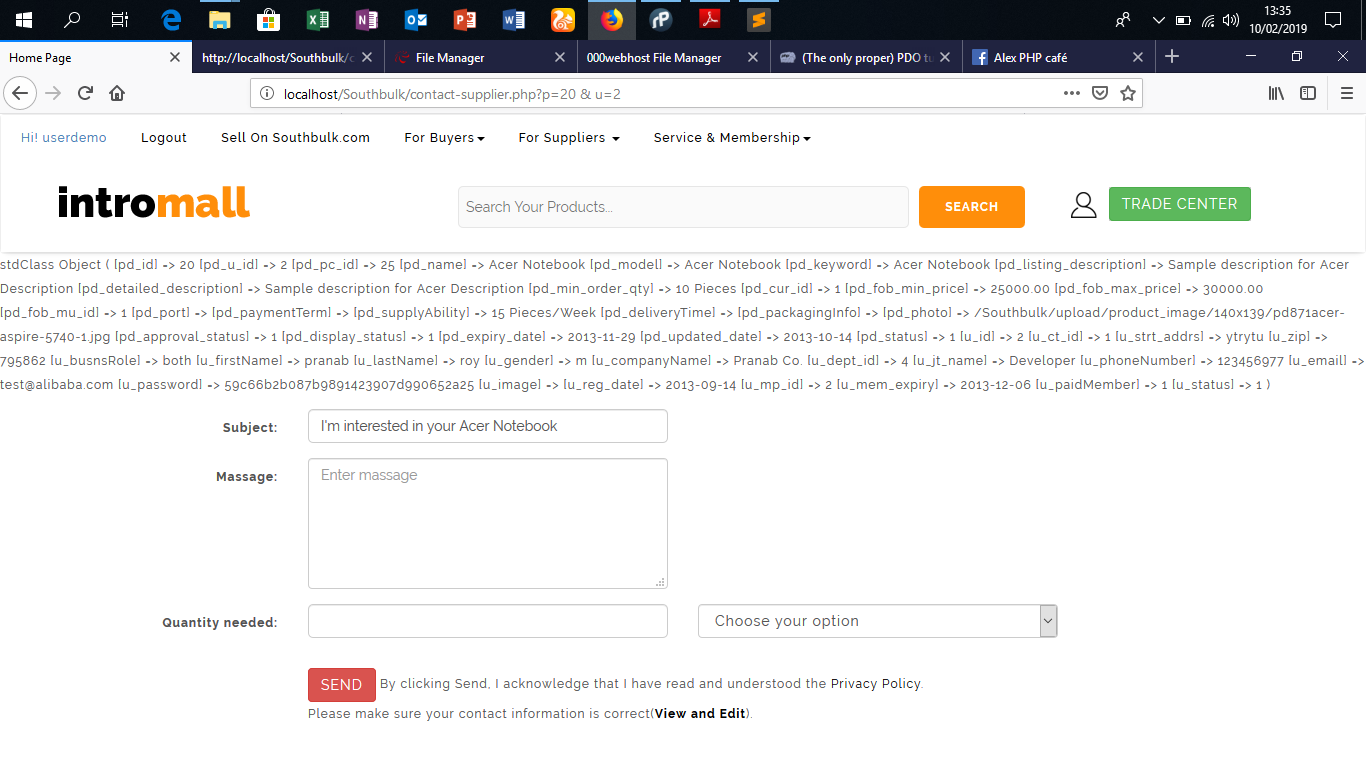 13:35
10/02/2019
Home Page
http://localhost/Southbulk/c
File Manager
000webhost File Manager
(The only proper) PDO tu
Alex PHP café
localhost/Southbulk/contact-supplier.php?p=20 & u=2
Hi! userdemo Logout Sell On Southbulk.com For Buyers For Suppliers Service & Membership
intromall
Search Your Products...
SEARCH
TRADE CENTER
stdClass Object ( [pd_id] => 20 [pd_u_id] => 2 [pd_pc_id] => 25 [pd_name] => Acer Notebook [pd_model] => Acer Notebook [pd_keyword] => Acer Notebook [pd_listing_description] => Sample description for Acer
Description [pd_detailed_description] => Sample description for Acer Description [pd_min_order_qty] => 10 Pieces [pd_cur_id] => 1 [pd_fob_min_price] => 25000.00 [pd_fob_max_price] => 30000.00
[pd_fob_mu_id] => 1 [pd_port] => [pd_paymentTerm] => [pd_supplyAbility] => 15 Pieces/Week [pd_deliveryTime] => [pd_packagingInfo] => [pd_photo] => /Southbulk/upload/product_image/140x139/pd871acer-
aspire-5740-1.jpg [pd_approval_status] => 1 [pd_display_status] => 1 [pd_expiry_date] => 2013-11-29 [pd_updated_date] => 2013-10-14 [pd_status] => 1 [u_id] => 2 [u_ct_id] => 1 [u_strt_addrs] => ytrytu [u_zip] =>
795862 [u_busnsRole] => both [u_firstName] => pranab [u_lastName] => roy [u_gender] => m [u_companyName] => Pranab Co. [u_dept_id] => 4 [u_jt_name] => Developer [u_phoneNumber] => 123456977 [u_email] =>
test@alibaba.com [u_password] => 59c66b2b087b9891423907d990652a25 [u_image] => [u_reg_date] => 2013-09-14 [u_mp_id] => 2 [u_mem_expiry] => 2013-12-06 [u_paidMember] => 1 [u_status] => 1 )
Subject: I'm interested in your Acer Notebook
Massage: Enter massage
Quantity needed: Choose your option
SEND By clicking Send, I acknowledge that I have read and understood the Privacy Policy.
Please make sure your contact information is correct(View and Edit).